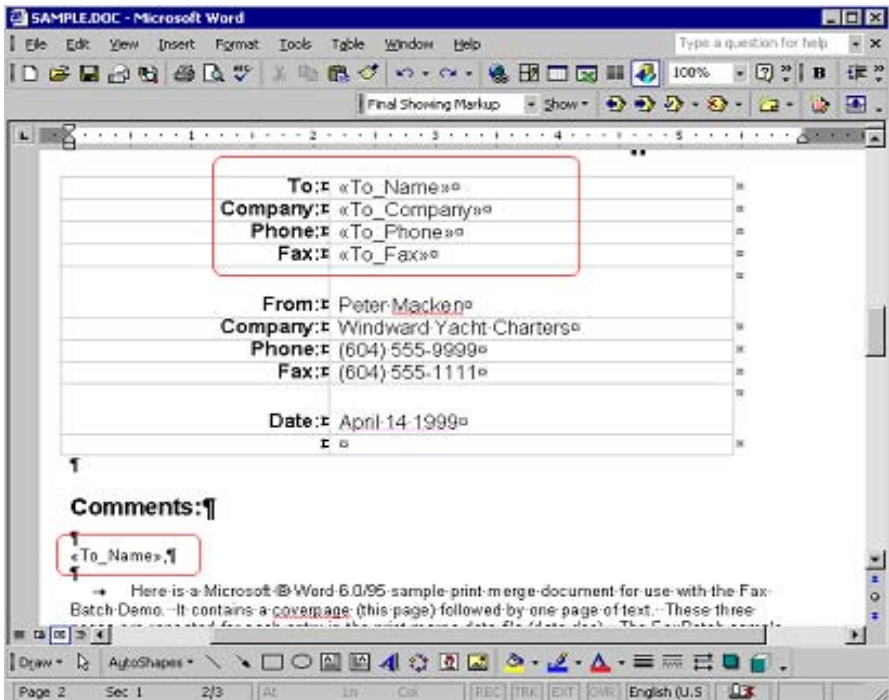 SAMPLE.DOC - Microsoft Word
File Edit View Insert Format Tools Table Window Help Type a question for help
100%
B
Final Showing Markup Show
1 2 3 4 5
To: «To_Name»
Company: «To_Company»
Phone: «To_Phone»
Fax: «To_Fax»
From: Peter Macken
Company: Windward Yacht Charters
Phone: (604) 555-9999
Fax: (604) 555-1111
Date: April 14 1999
¶
Comments:¶
¶
«To_Name»,¶
¶
Here is a Microsoft ® Word 6.0/95 sample print merge document for use with the Fax
Batch Demo. It contains a coverpage (this page) followed by one page of text. These three
Draw AutoShapes
Page 2 Sec 1 2/3 At Ln Col REC TRK EXT OVR English (U.S